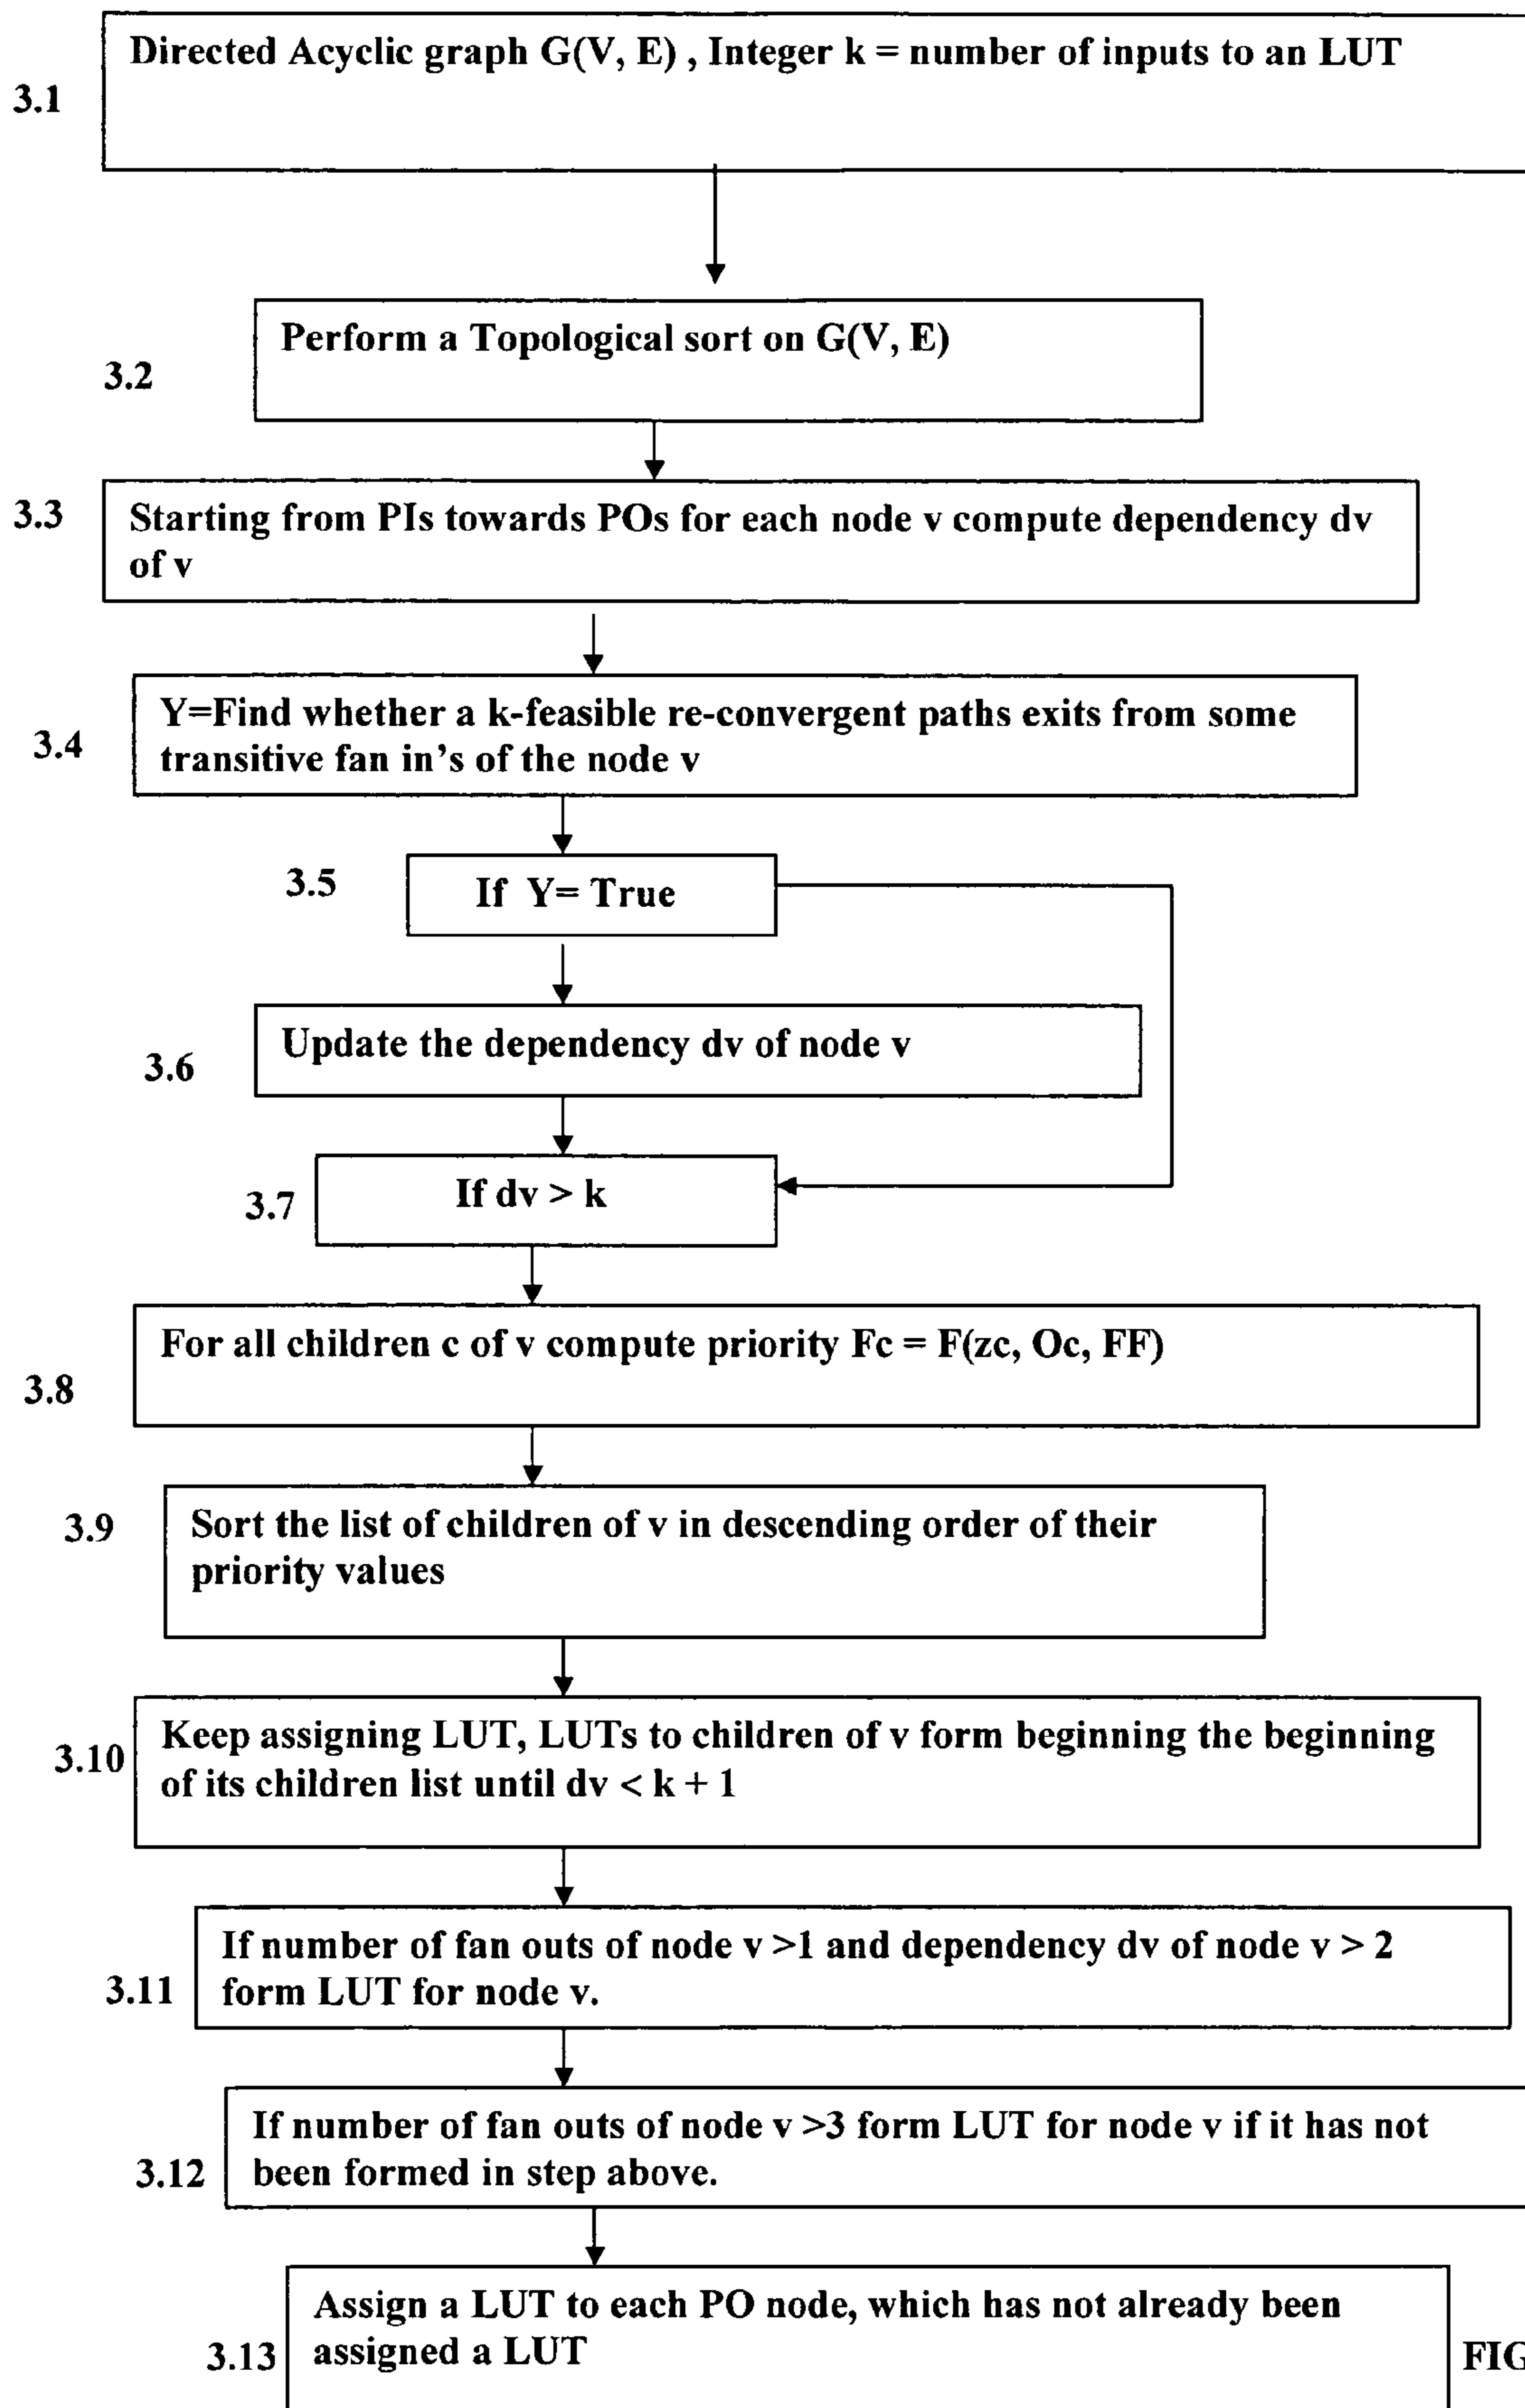 Directed Acyclic graph G(V, E) , Integer k = number of inputs to an LUT
3.1
Perform a Topological sort on G(V, E)
3.2
3.3
Starting from PIs towards POs for each node v compute dependency dv
of v
Y=Find whether a k-feasible re-convergent paths exits from some
3.4
transitive fan in's of the node v
3.5
If Y= True
Update the dependency dv of node v
3.6
If dv > k
3.7
For all children c of v compute priority Fc = F(zc, Oc, FF)
3.8
3.9
Sort the list of children of v in descending order of their
priority values
Keep assigning LUT, LUTs to children of v form beginning the beginning
3.10
of its children list until dv < k + 1
If number of fan outs of node v >1 and dependency dv of node v > 2
3.11
form LUT for node v.
If number of fan outs of node v >3 form LUT for node v if it has not
3.12
been formed in step above.
Assign a LUT to each PO node, which has not already been
3.13
assigned a LUT
FIG